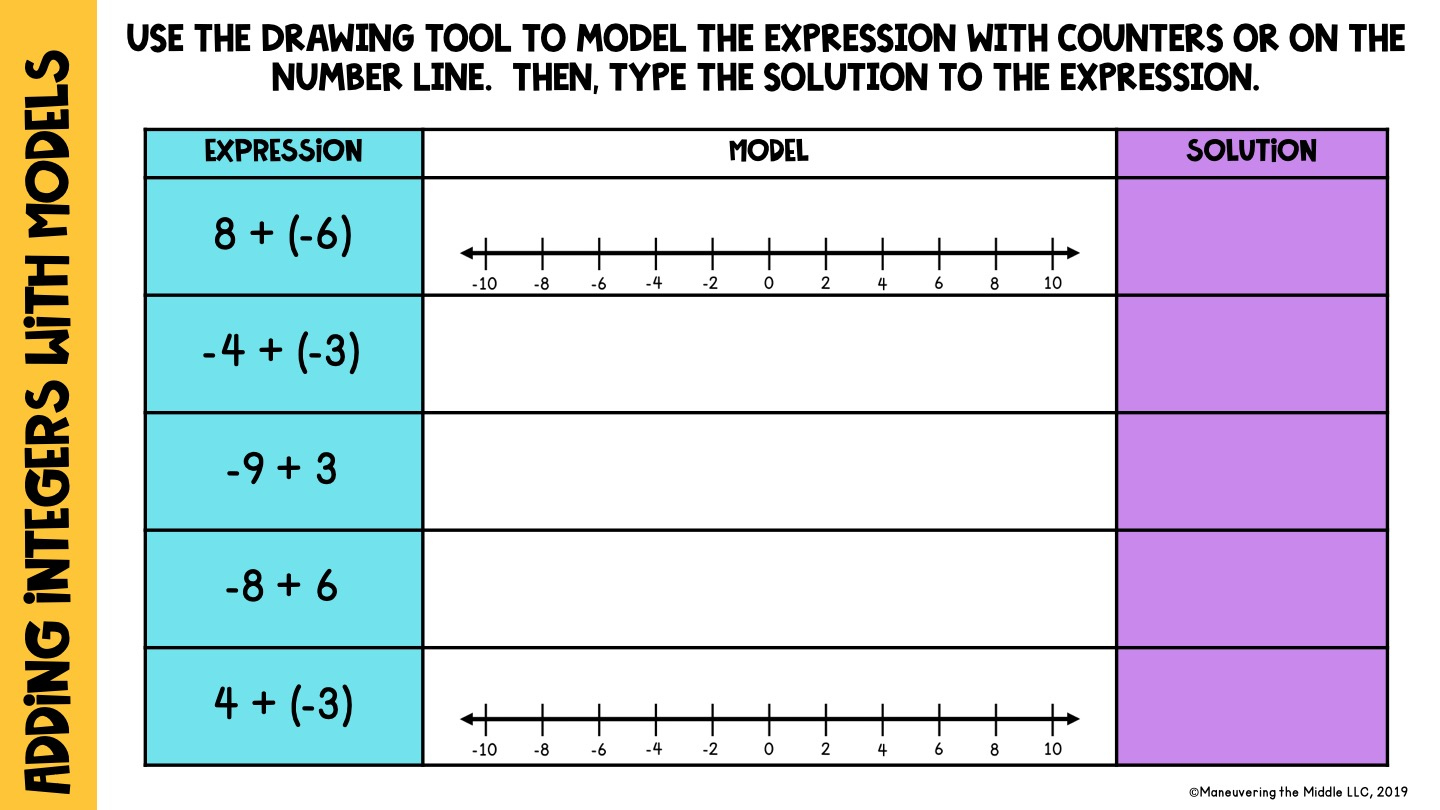 ADDING INTEGERS WITH MODELS
USE THE DRAWING TOOL TO MODEL THE EXPRESSION WITH COUNTERS OR ON THE
NUMBER LINE. THEN, TYPE THE SOLUTION TO THE EXPRESSION.
EXPRESSION MODEL SOLUTION
8 + (-6)
-10 -8 -6 -4 -2 0 2 4 6 8 10
-4 + (-3)
-9 + 3
-8 + 6
4 + (-3)
-10 -8 -6 -4 -2 0 2 4 6 8 10
©Maneuvering the Middle LLC, 2019